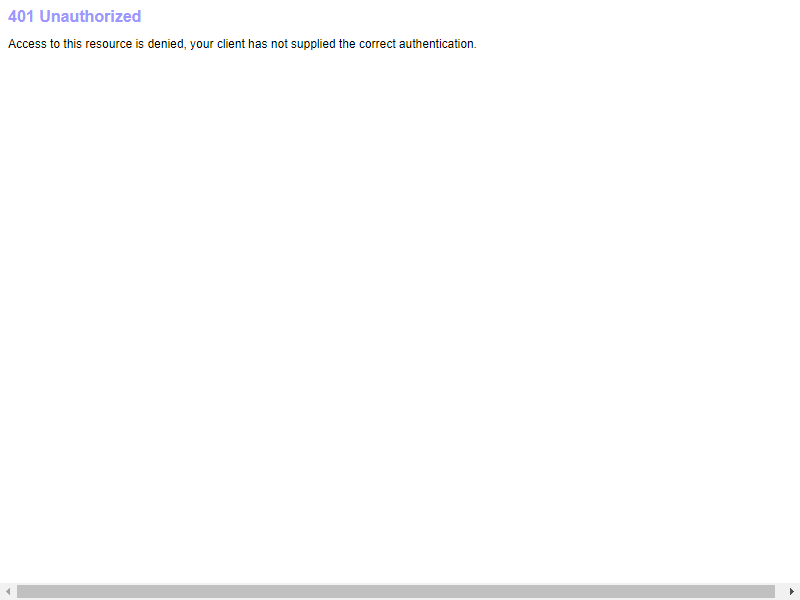 401 Unauthorized
Access to this resource is denied, your client has not supplied the correct authentication.